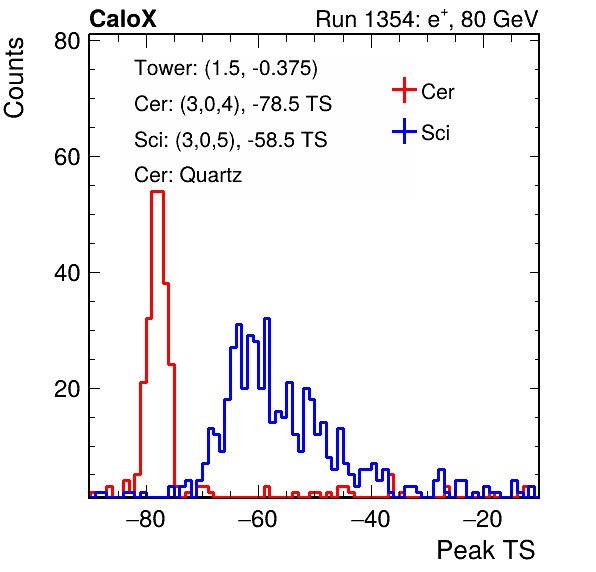 CaloX Run 1354: e⁺, 80 GeV
Counts
80
60
40
20
Tower: (1.5, -0.375)
Cer: (3,0,4), -78.5 TS
Sci: (3,0,5), -58.5 TS
Cer: Quartz
Cer
Sci
−80 −60 −40 −20
Peak TS